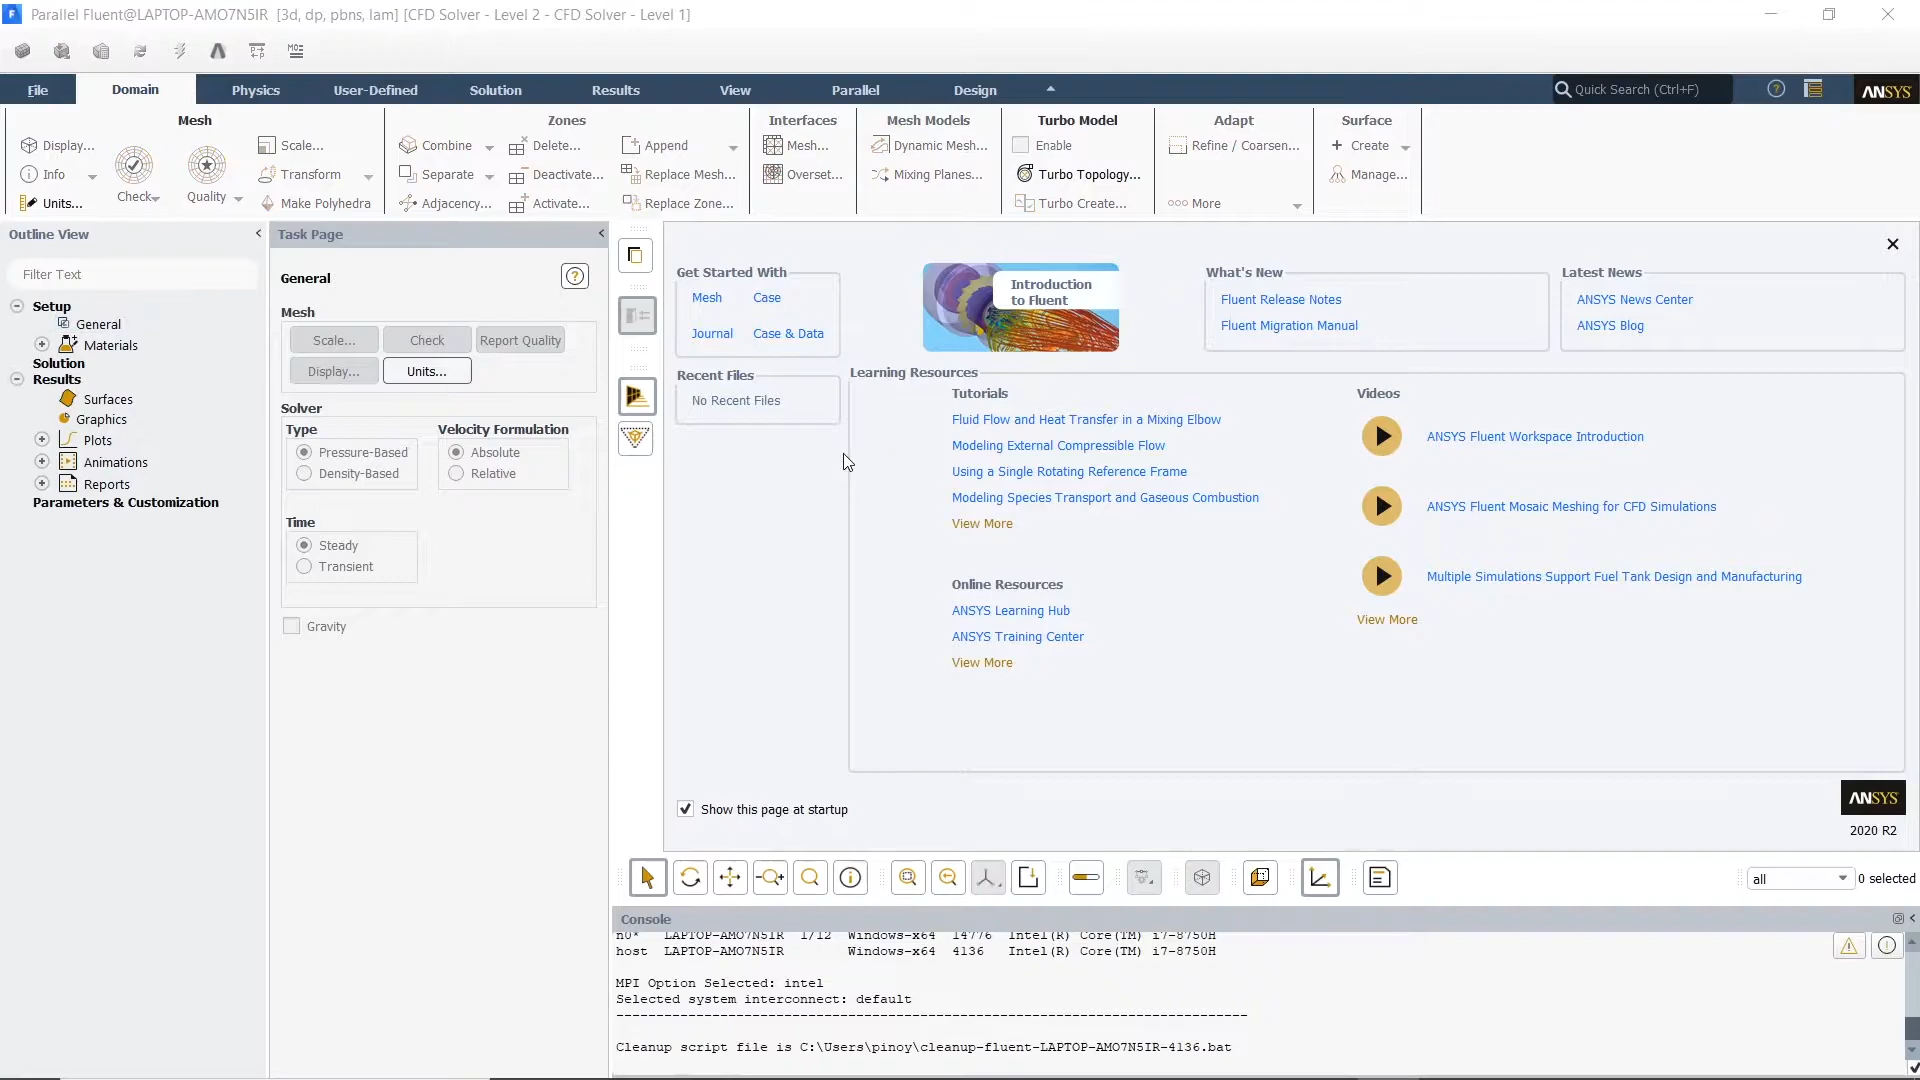 Parallel Fluent@LAPTOP-AMO7N5IR [3d, dp, pbns, lam] [CFD Solver - Level 2 - CFD Solver - Level 1]
File Domain Physics User-Defined Solution Results View Parallel Design Quick Search (Ctrl+F) ANSYS
Mesh Zones Interfaces Mesh Models Turbo Model Adapt Surface
Display... Scale... Combine Delete... Append Mesh... Dynamic Mesh... Enable Refine / Coarsen... + Create
Info Transform Separate Deactivate... Replace Mesh... Overset... Mixing Planes... Turbo Topology... Manage...
Units... Check Quality Make Polyhedra Adjacency... Activate... Replace Zone... Turbo Create... More
Outline View
Filter Text
Setup
General
Materials
Solution
Results
Surfaces
Graphics
Plots
Animations
Reports
Parameters & Customization
Task Page
General
Mesh
Scale... Check Report Quality
Display... Units...
Solver
Type Velocity Formulation
Pressure-Based Absolute
Density-Based Relative
Time
Steady
Transient
Gravity
Get Started With
Mesh Case
Journal Case & Data
Recent Files
No Recent Files
Introduction
to Fluent
What's New
Fluent Release Notes
Fluent Migration Manual
Latest News
ANSYS News Center
ANSYS Blog
Learning Resources
Tutorials
Fluid Flow and Heat Transfer in a Mixing Elbow
Modeling External Compressible Flow
Using a Single Rotating Reference Frame
Modeling Species Transport and Gaseous Combustion
View More
Online Resources
ANSYS Learning Hub
ANSYS Training Center
View More
Videos
ANSYS Fluent Workspace Introduction
ANSYS Fluent Mosaic Meshing for CFD Simulations
Multiple Simulations Support Fuel Tank Design and Manufacturing
View More
Show this page at startup
ANSYS
2020 R2
all 0 selected
Console
n0* LAPTOP-AMO7N5IR 1/12 Windows-x64 14776 Intel(R) Core(TM) i7-8750H
host LAPTOP-AMO7N5IR Windows-x64 4136 Intel(R) Core(TM) i7-8750H
MPI Option Selected: intel
Selected system interconnect: default
-------------------------------------------------------------------------------
Cleanup script file is C:\Users\pinoy\cleanup-fluent-LAPTOP-AMO7N5IR-4136.bat